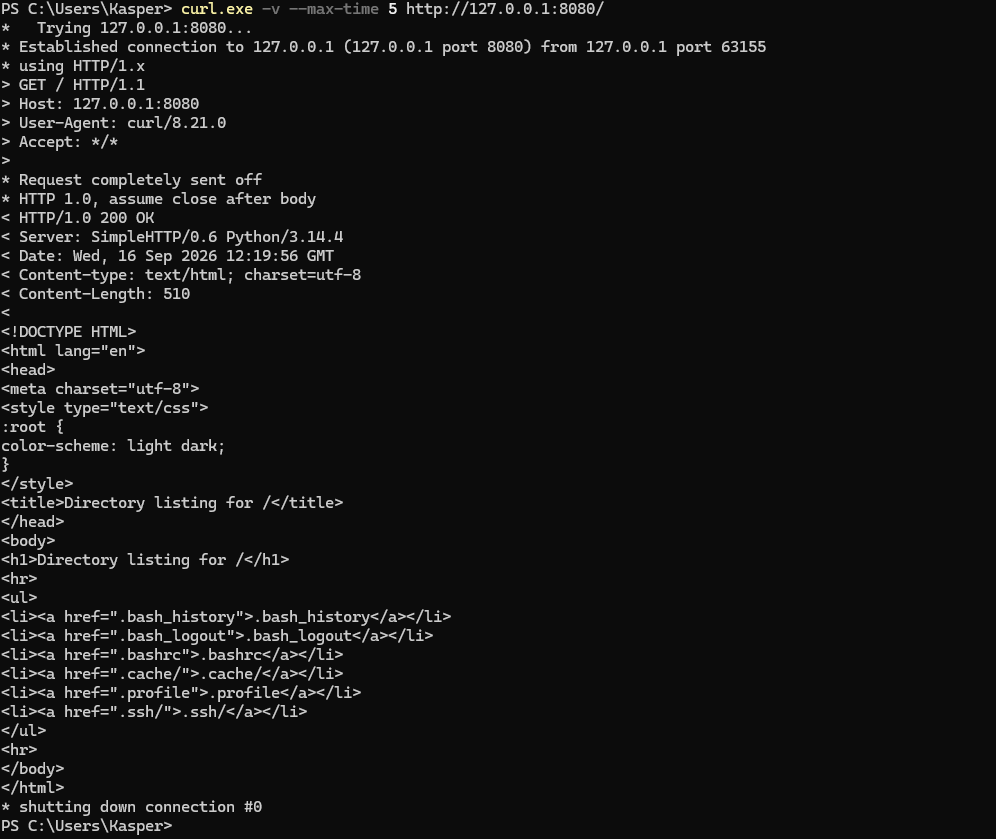 PS C:\Users\Kasper> curl.exe -v --max-time 5 http://127.0.0.1:8080/
*   Trying 127.0.0.1:8080...
* Established connection to 127.0.0.1 (127.0.0.1 port 8080) from 127.0.0.1 port 63155
* using HTTP/1.x
> GET / HTTP/1.1
> Host: 127.0.0.1:8080
> User-Agent: curl/8.21.0
> Accept: */*
>
* Request completely sent off
* HTTP 1.0, assume close after body
< HTTP/1.0 200 OK
< Server: SimpleHTTP/0.6 Python/3.14.4
< Date: Wed, 16 Sep 2026 12:19:56 GMT
< Content-type: text/html; charset=utf-8
< Content-Length: 510
<
<!DOCTYPE HTML>
<html lang="en">
<head>
<meta charset="utf-8">
<style type="text/css">
:root {
color-scheme: light dark;
}
</style>
<title>Directory listing for /</title>
</head>
<body>
<h1>Directory listing for /</h1>
<hr>
<ul>
<li><a href=".bash_history">.bash_history</a></li>
<li><a href=".bash_logout">.bash_logout</a></li>
<li><a href=".bashrc">.bashrc</a></li>
<li><a href=".cache/">.cache/</a></li>
<li><a href=".profile">.profile</a></li>
<li><a href=".ssh/">.ssh/</a></li>
</ul>
<hr>
</body>
</html>
* shutting down connection #0
PS C:\Users\Kasper>